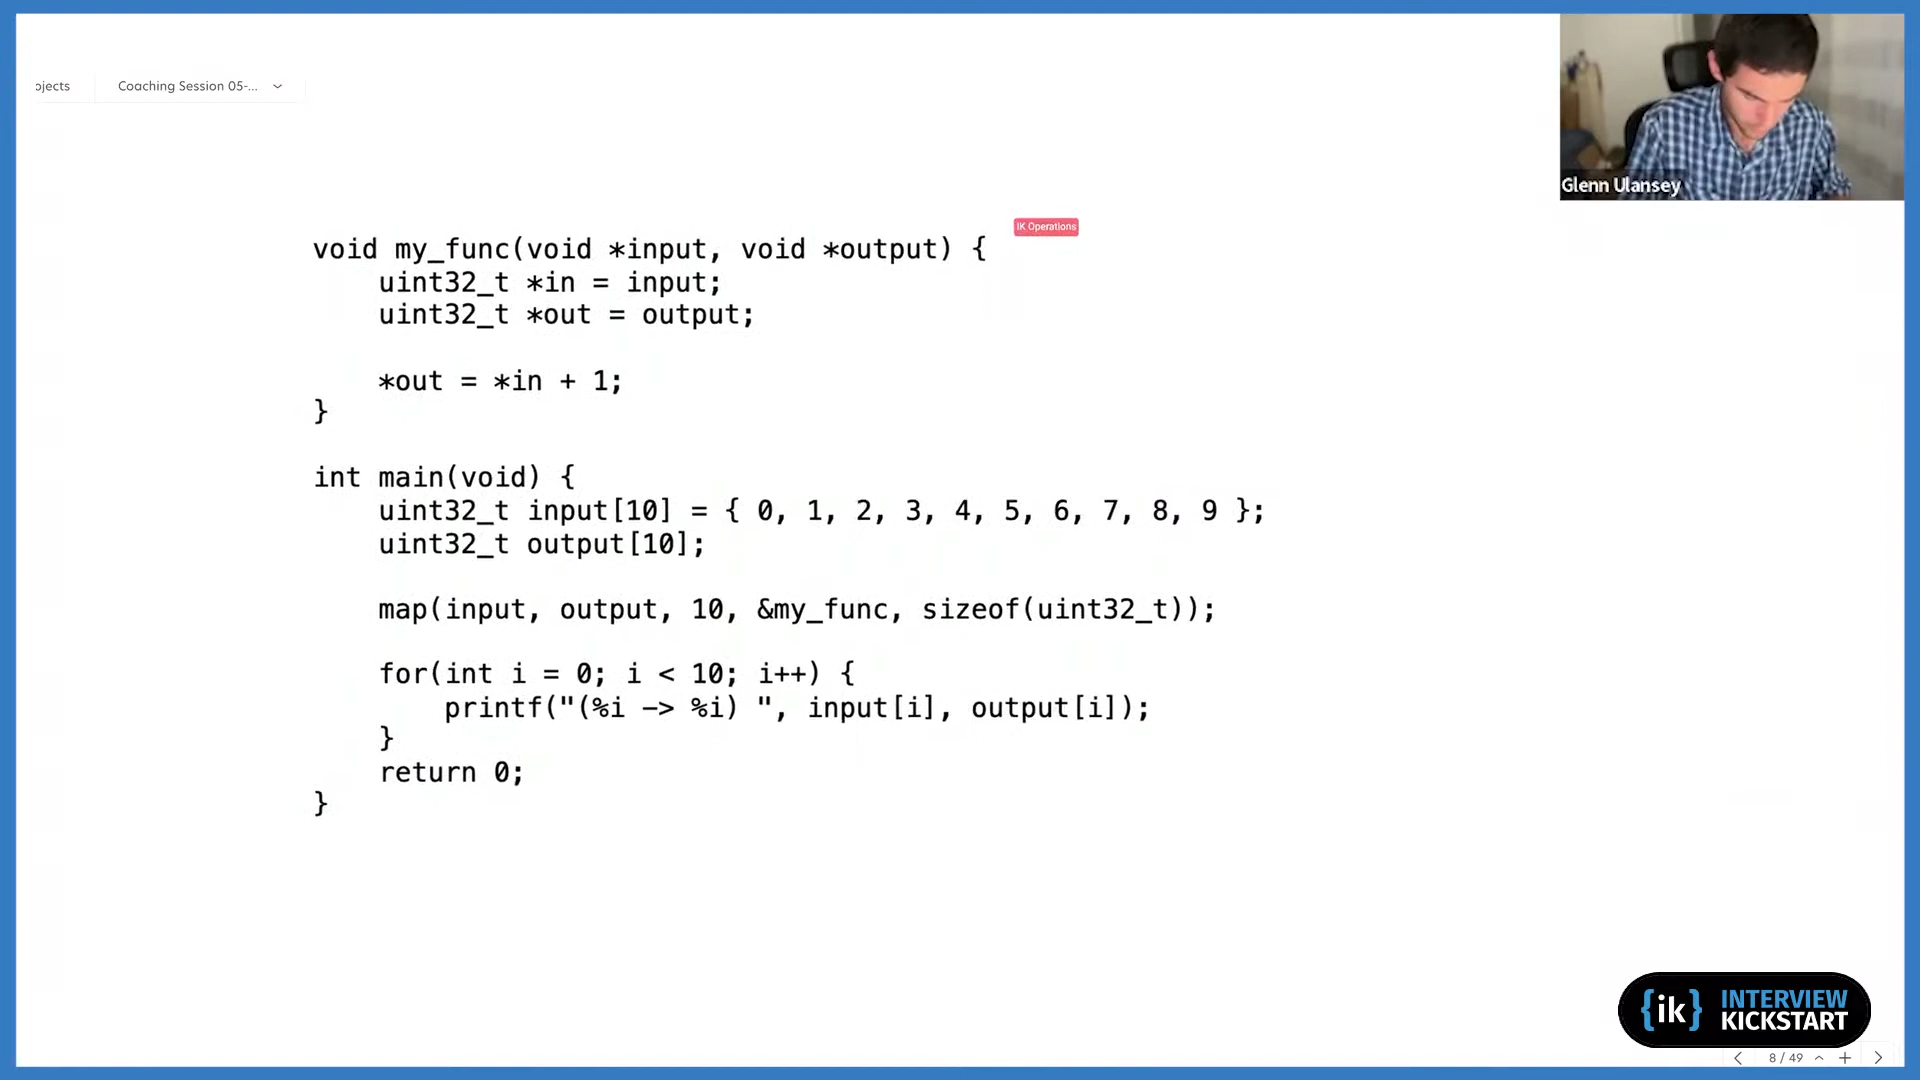 ojects
Coaching Session 05-...
Glenn Ulansey
IK Operations
void my_func(void *input, void *output) {
    uint32_t *in = input;
    uint32_t *out = output;
    *out = *in + 1;
}
int main(void) {
    uint32_t input[10] = { 0, 1, 2, 3, 4, 5, 6, 7, 8, 9 };
    uint32_t output[10];
    map(input, output, 10, &my_func, sizeof(uint32_t));
    for(int i = 0; i < 10; i++) {
        printf("(%i -> %i) ", input[i], output[i]);
    }
    return 0;
}
{ik} INTERVIEW
KICKSTART
8 / 49